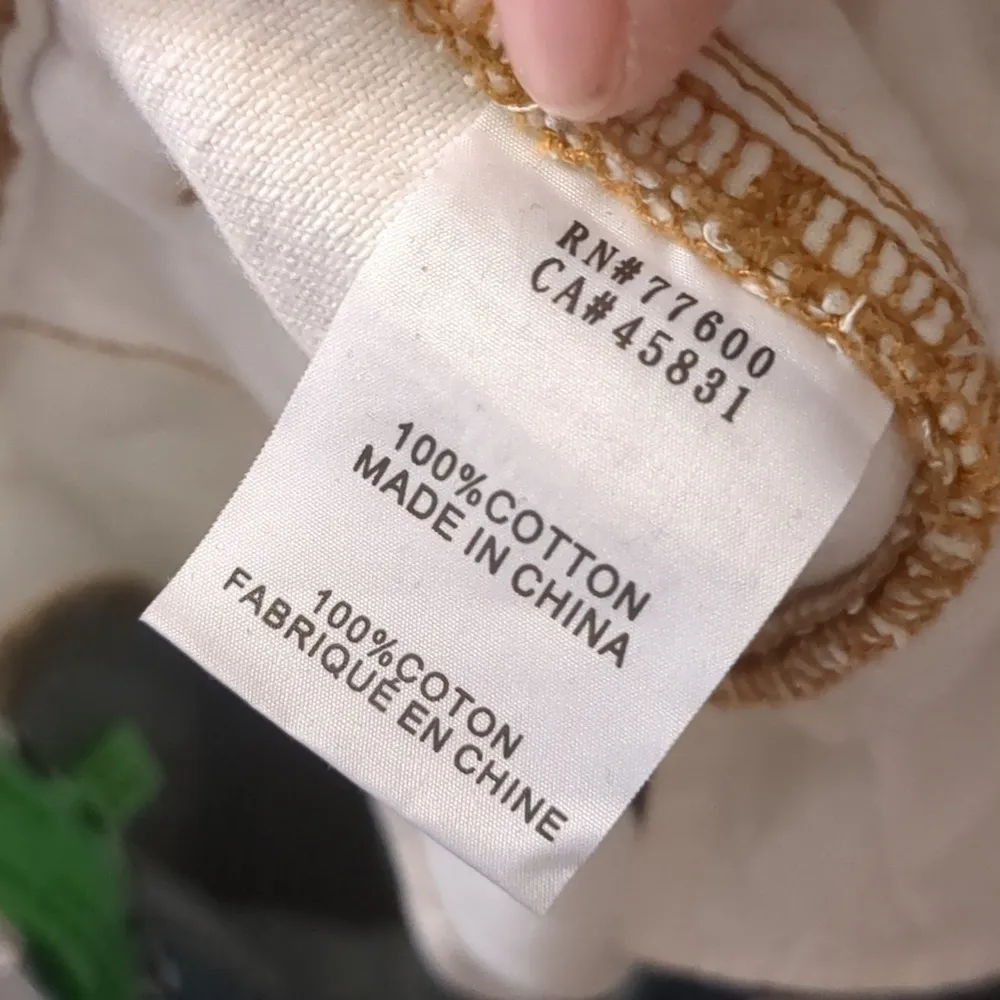 RN#77600
CA#45831
100%COTTON
MADE IN CHINA
100%COTON
FABRIQUÉ EN CHINE